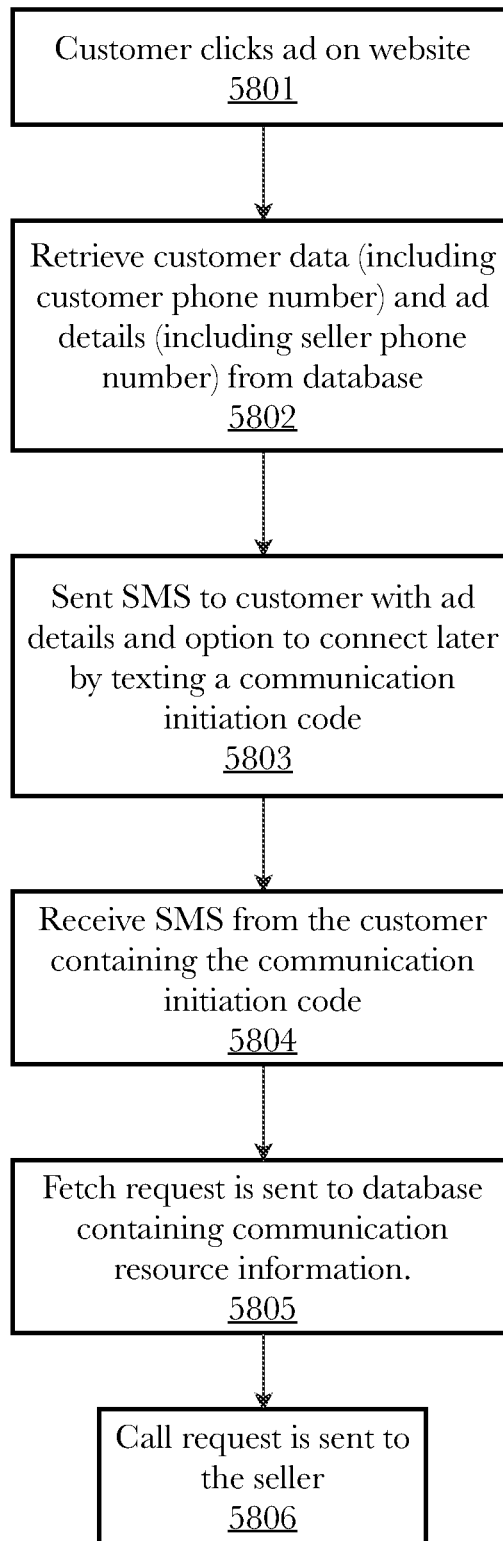 Customer clicks ad on website
5801
Retrieve customer data (including
customer phone number) and ad
details (including seller phone
number) from database
5802
Sent SMS to customer with ad
details and option to connect later
by texting a communication
initiation code
5803
Receive SMS from the customer
containing the communication
initiation code
5804
Fetch request is sent to database
containing communication
resource information.
5805
Call request is sent to
the seller
5806